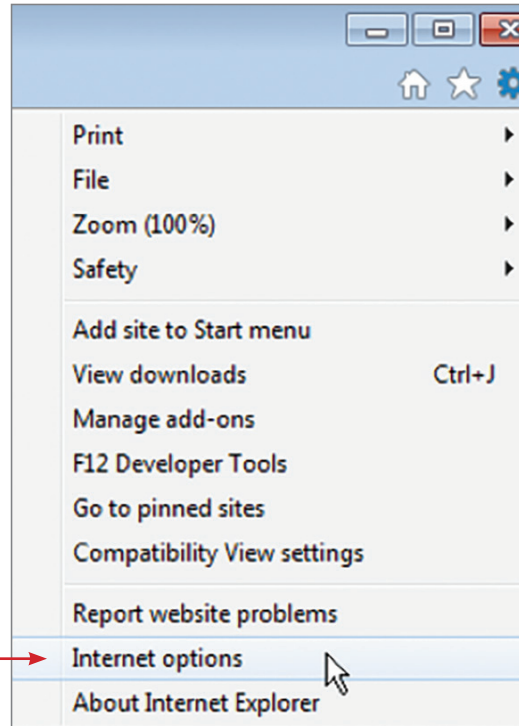 Print
File
Zoom (100%)
Safety
Add site to Start menu
View downloads Ctrl+J
Manage add-ons
F12 Developer Tools
Go to pinned sites
Compatibility View settings
Report website problems
Internet options
About Internet Explorer